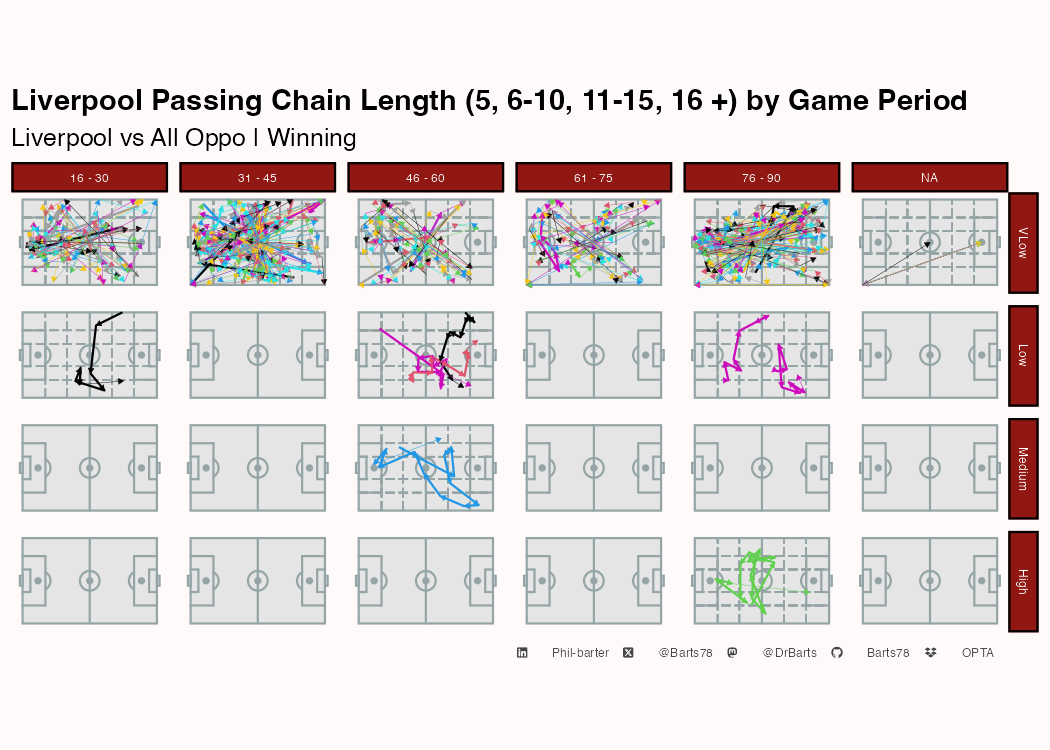 Liverpool Passing Chain Length (5, 6-10, 11-15, 16 +) by Game Period
Liverpool vs All Oppo | Winning
16 - 30 31 - 45 46 - 60 61 - 75 76 - 90 NA
VLow
Low
Medium
High
Phil-barter @Barts78 @DrBarts Barts78 OPTA